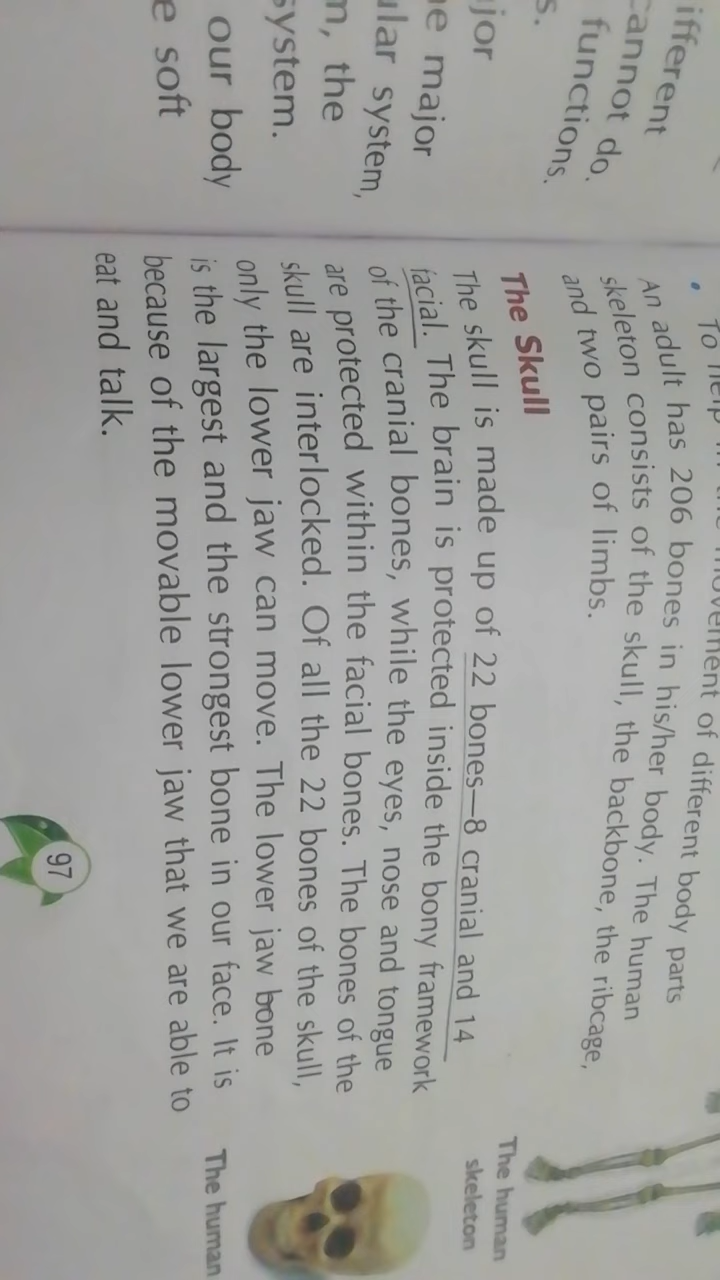 ifferent
cannot do.
functions.
s.
jor
e major
ular system,
n, the
system.
our body
e soft
• To help in the movement of different body parts
An adult has 206 bones in his/her body. The human
skeleton consists of the skull, the backbone, the ribcage,
and two pairs of limbs.
The human
skeleton
The Skull
The skull is made up of 22 bones—8 cranial and 14
facial. The brain is protected inside the bony framework
of the cranial bones, while the eyes, nose and tongue
are protected within the facial bones. The bones of the
skull are interlocked. Of all the 22 bones of the skull,
only the lower jaw can move. The lower jaw bone
is the largest and the strongest bone in our face. It is
because of the movable lower jaw that we are able to
eat and talk.
The human
97